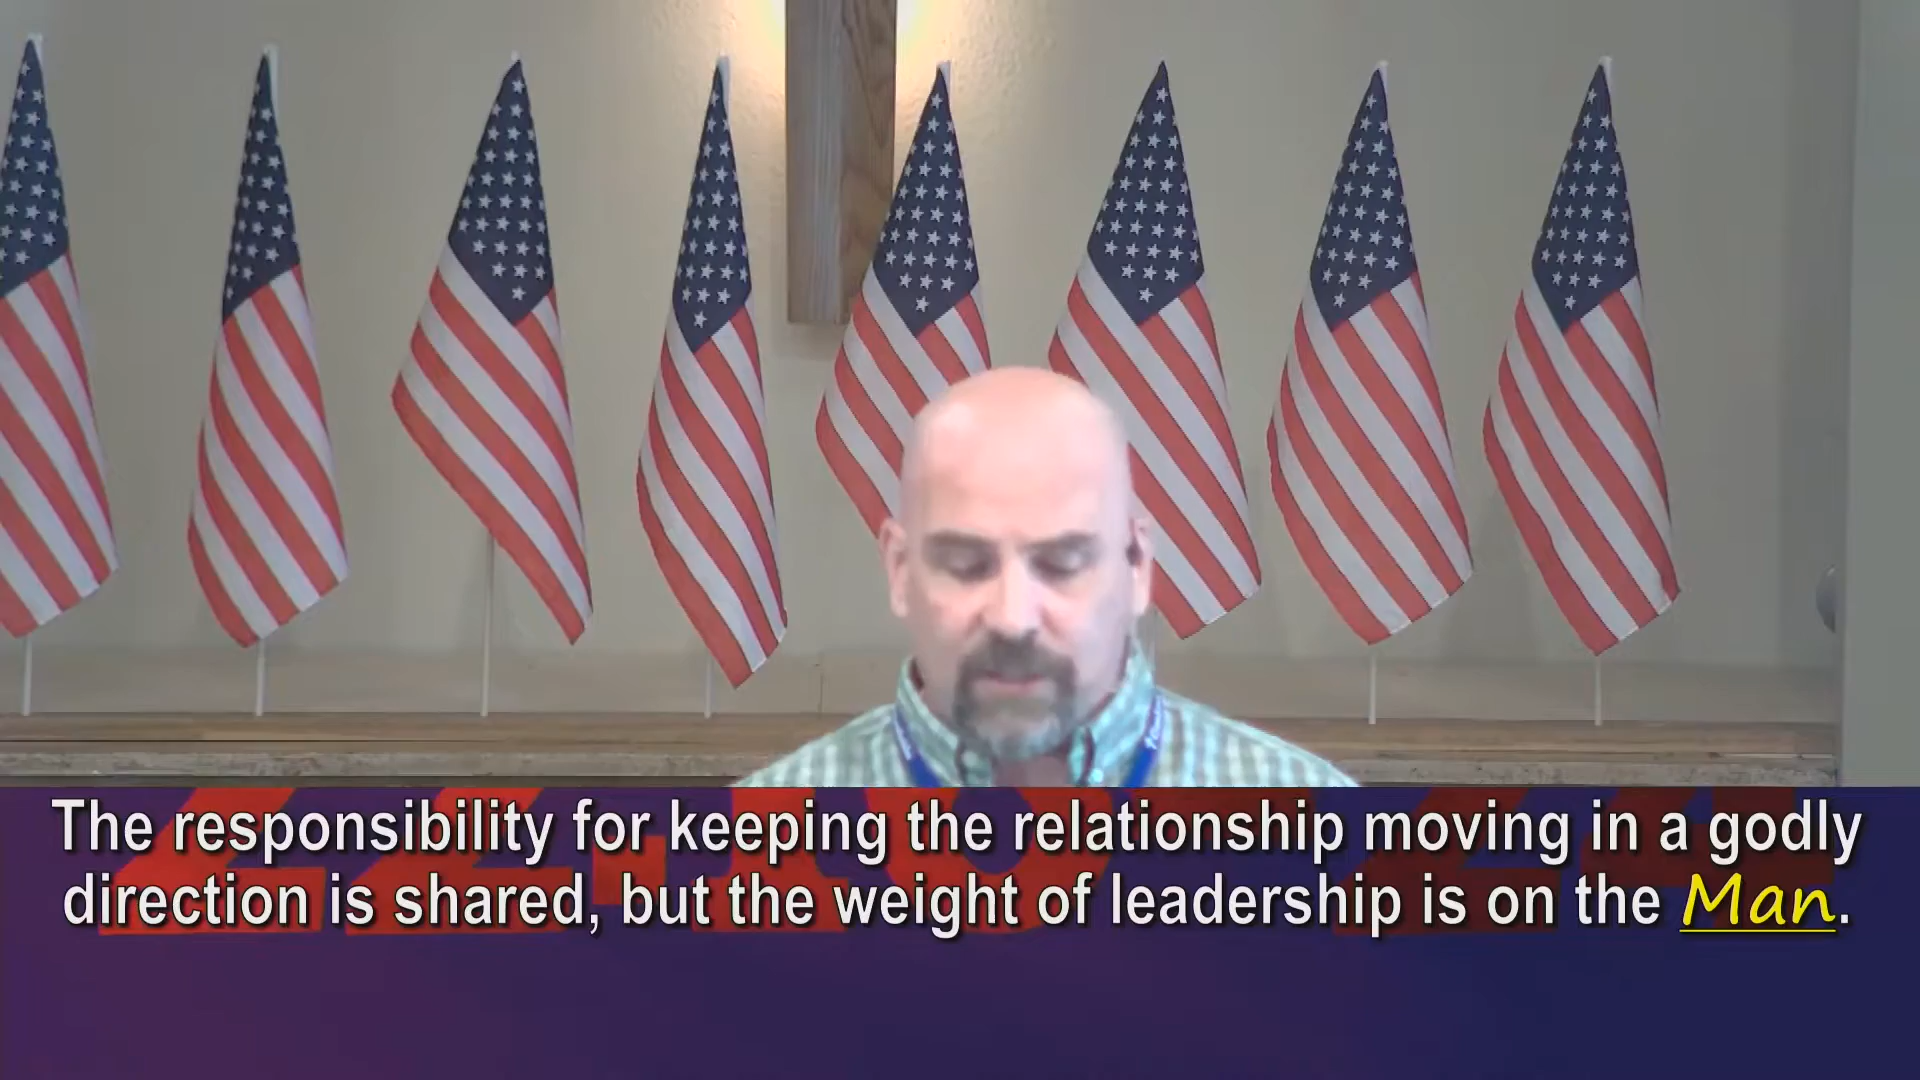 The responsibility for keeping the relationship moving in a godly
direction is shared, but the weight of leadership is on the Man.